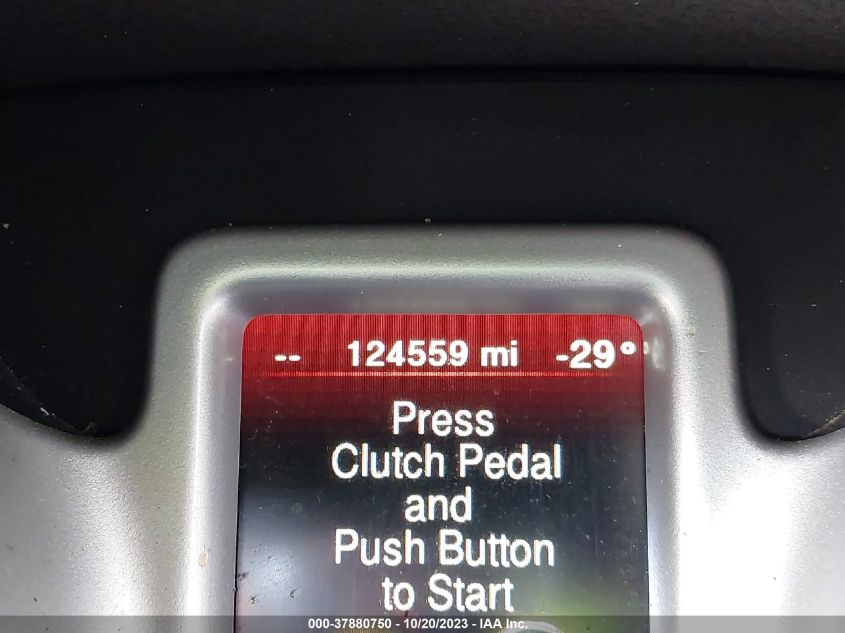 -- 124559 mi -29°
Press
Clutch Pedal
and
Push Button
to Start
000-37880750 - 10/20/2023 - IAA Inc.